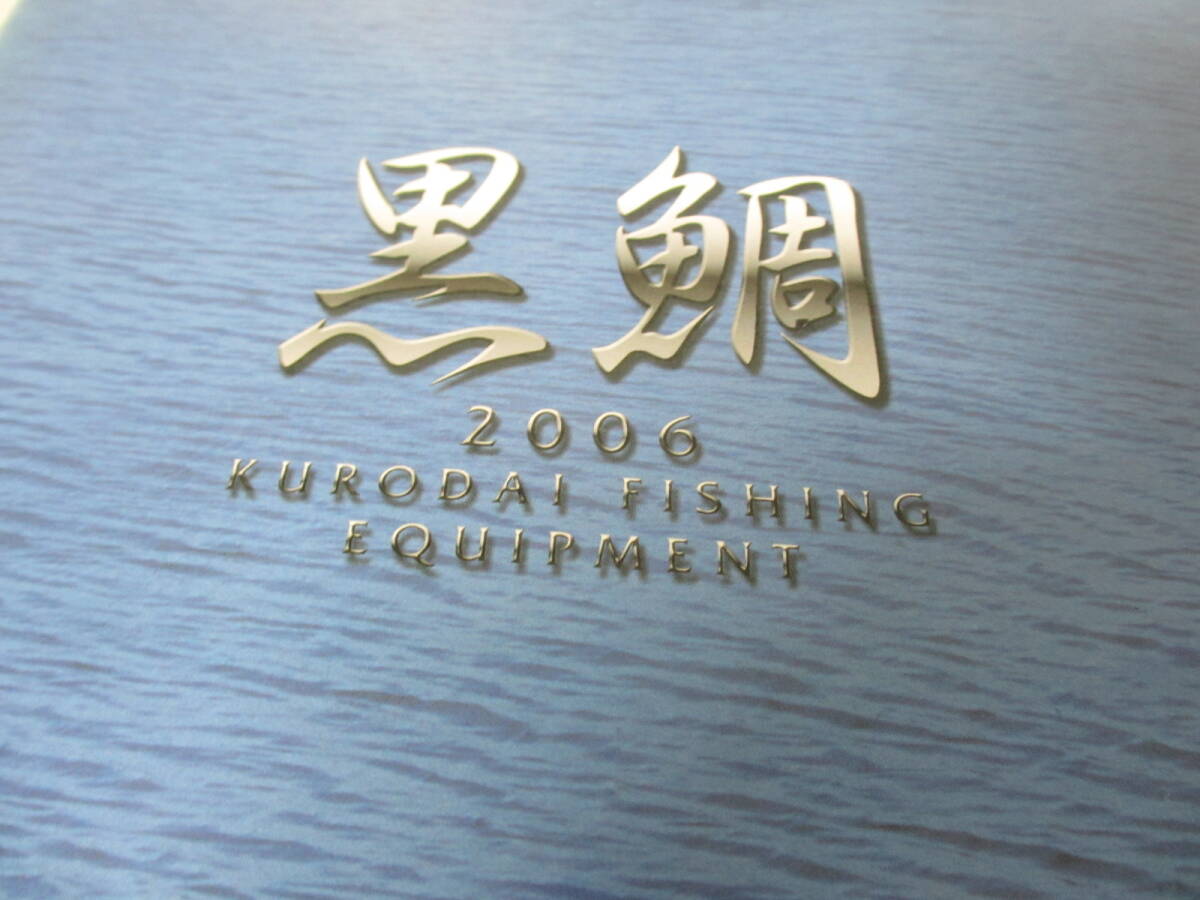 黒鯛
2006
KURODAI FISHING
EQUIPMENT